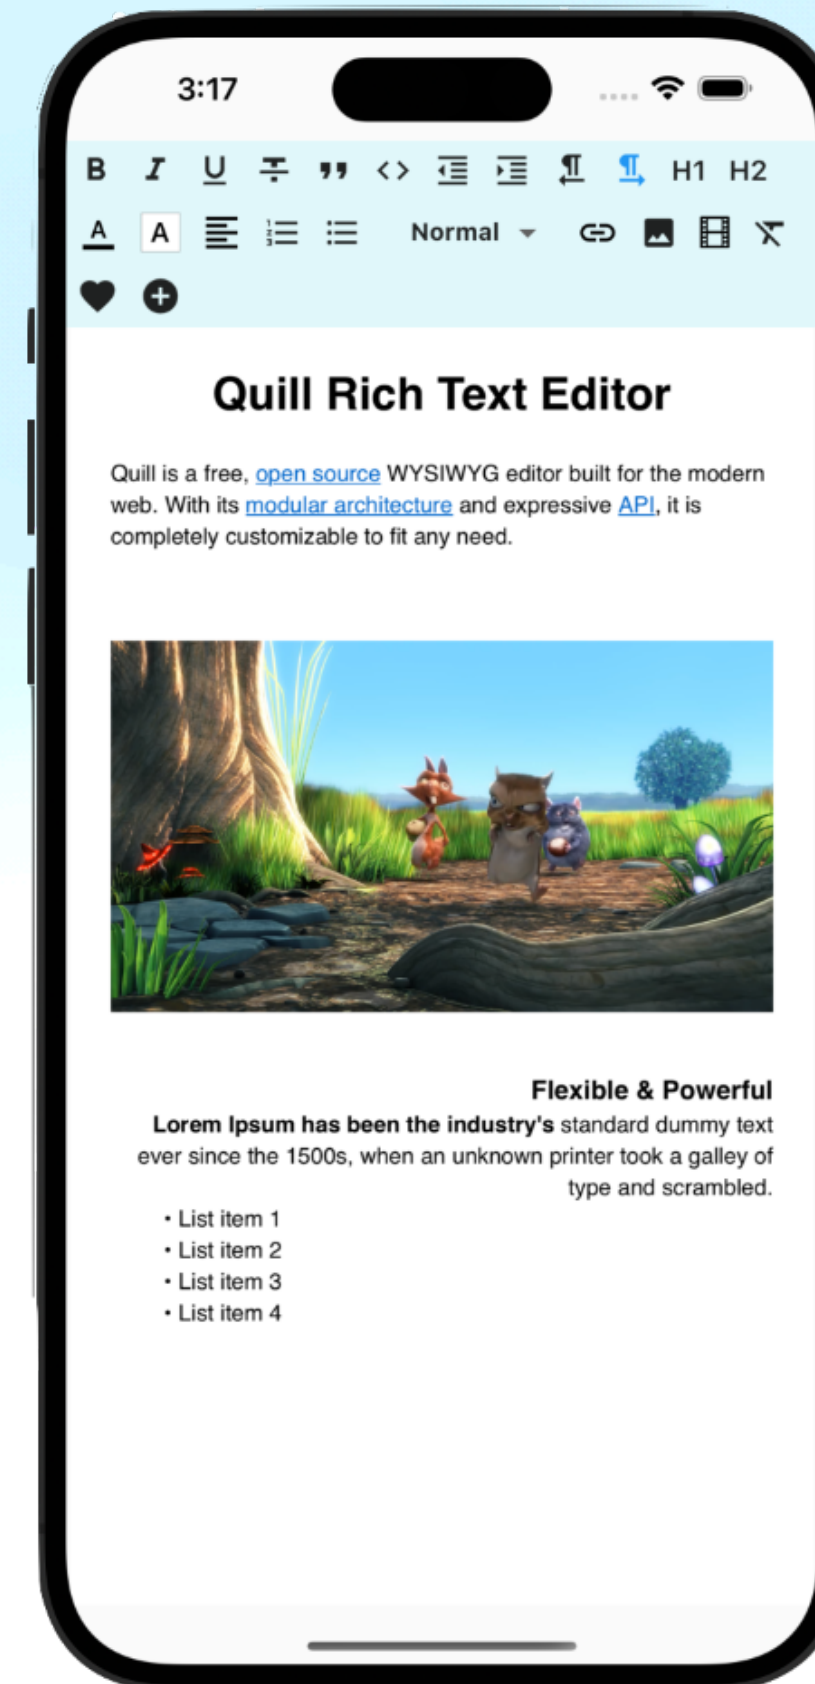 3:17
B I U T H1 H2
A A Normal
Quill Rich Text Editor
Quill is a free, open source WYSIWYG editor built for the modern
web. With its modular architecture and expressive API, it is
completely customizable to fit any need.
Flexible & Powerful
Lorem Ipsum has been the industry's standard dummy text
ever since the 1500s, when an unknown printer took a galley of
type and scrambled.
• List item 1
• List item 2
• List item 3
• List item 4